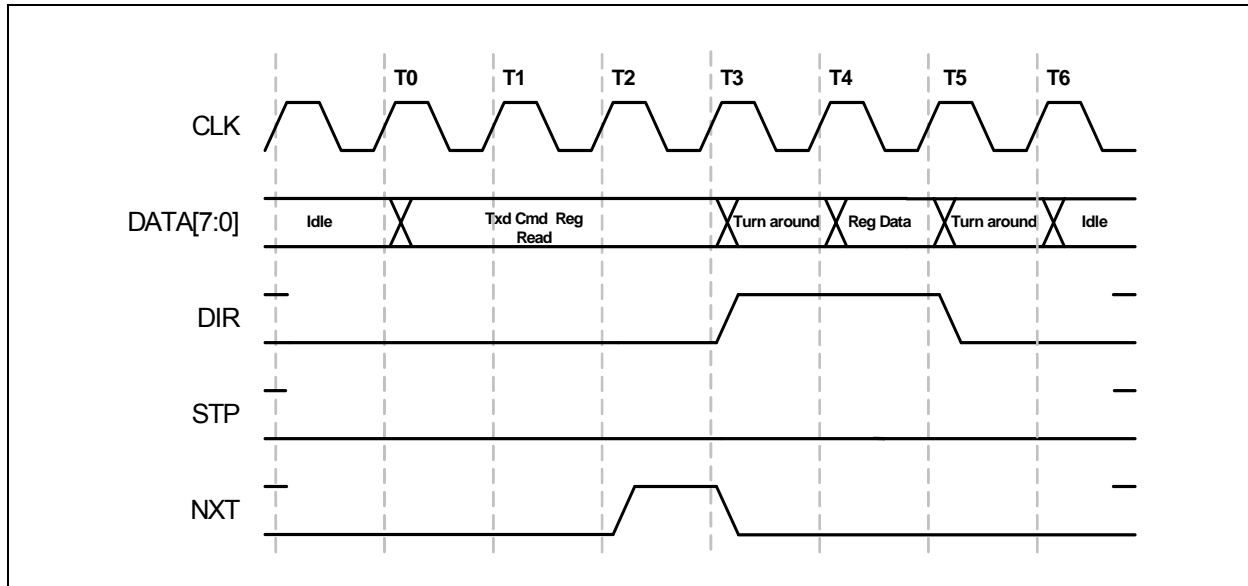 T0 T1 T2 T3 T4 T5 T6
CLK
DATA[7:0] Idle Txd Cmd Reg Turn around Reg Data Turn around Idle
Read
DIR
STP
NXT